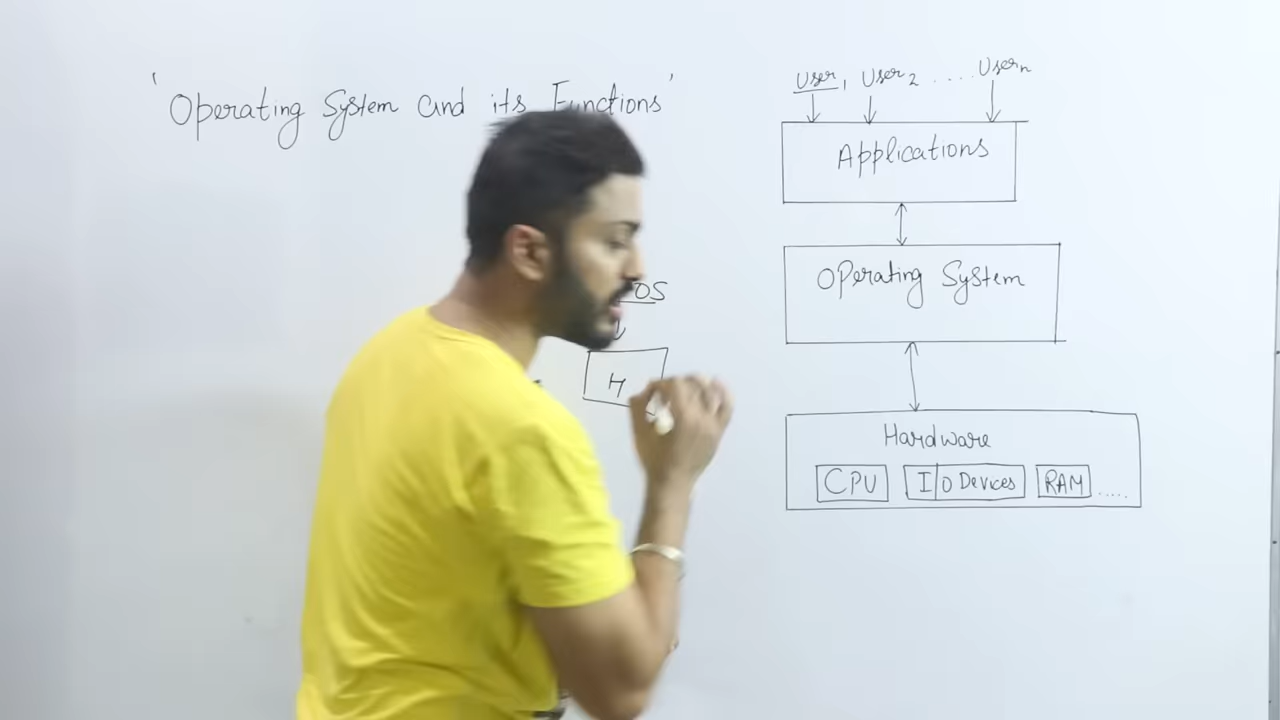 'Operating System and its Functions'
User1 User2 .... Usern
Applications
Operating System
OS
H
Hardware
CPU I/O Devices RAM .....